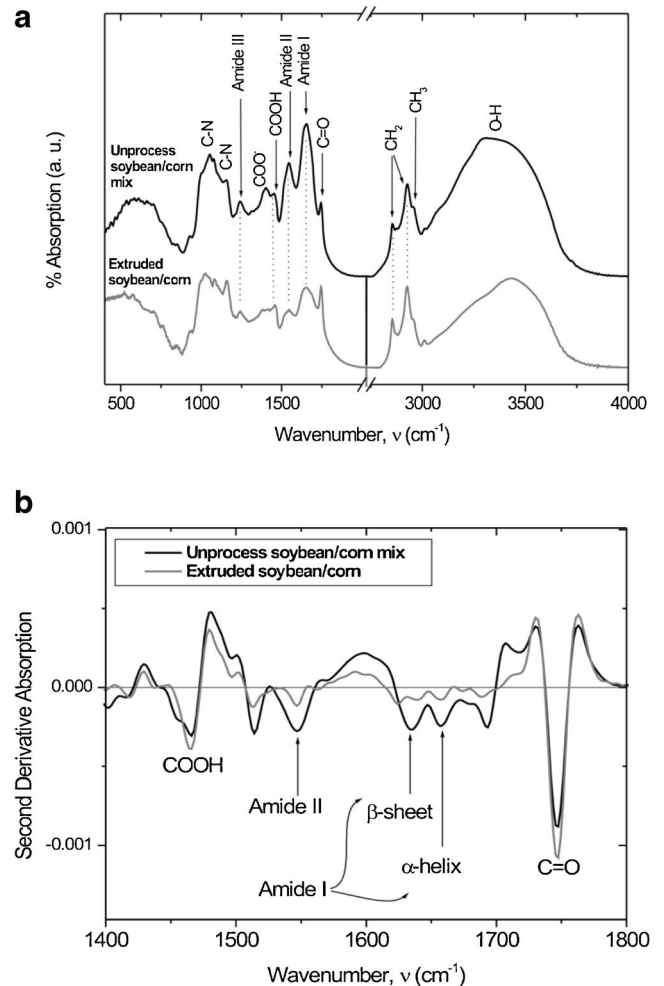 a
Amide III
Amide II
Amide I
COOH
C=O
C-N
C-N
COO-
CH2
CH3
O-H
Unprocess
soybean/corn
mix
Extruded
soybean/corn
% Absorption (a. u.)
500 1000 1500 3000 3500 4000
Wavenumber, ν (cm-1)
b
Unprocess soybean/corn mix
Extruded soybean/corn
0.001
0.000
-0.001
Second Derivative Absorption
COOH
Amide II
β-sheet
α-helix
Amide I
C=O
1400 1500 1600 1700 1800
Wavenumber, ν (cm-1)